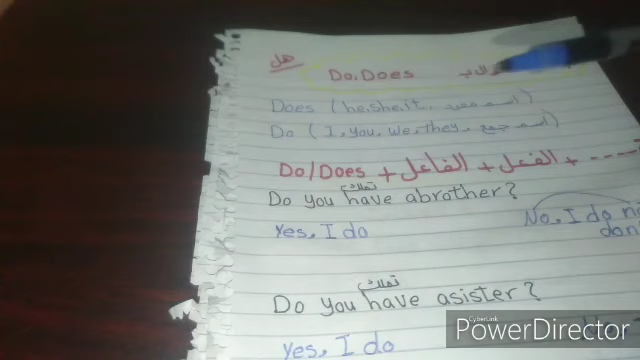 هل
Do.Does
Does (he.she.it. اسم مفرد)
Do (I, you, we, they, اسم جمع)
Do/Does + الفاعل + الفعل + ----
تملك
Do you have abrother?
Yes, I do
No, I do
don
تملك
Do you have asister?
Yes, I do
CyberLink
PowerDirector